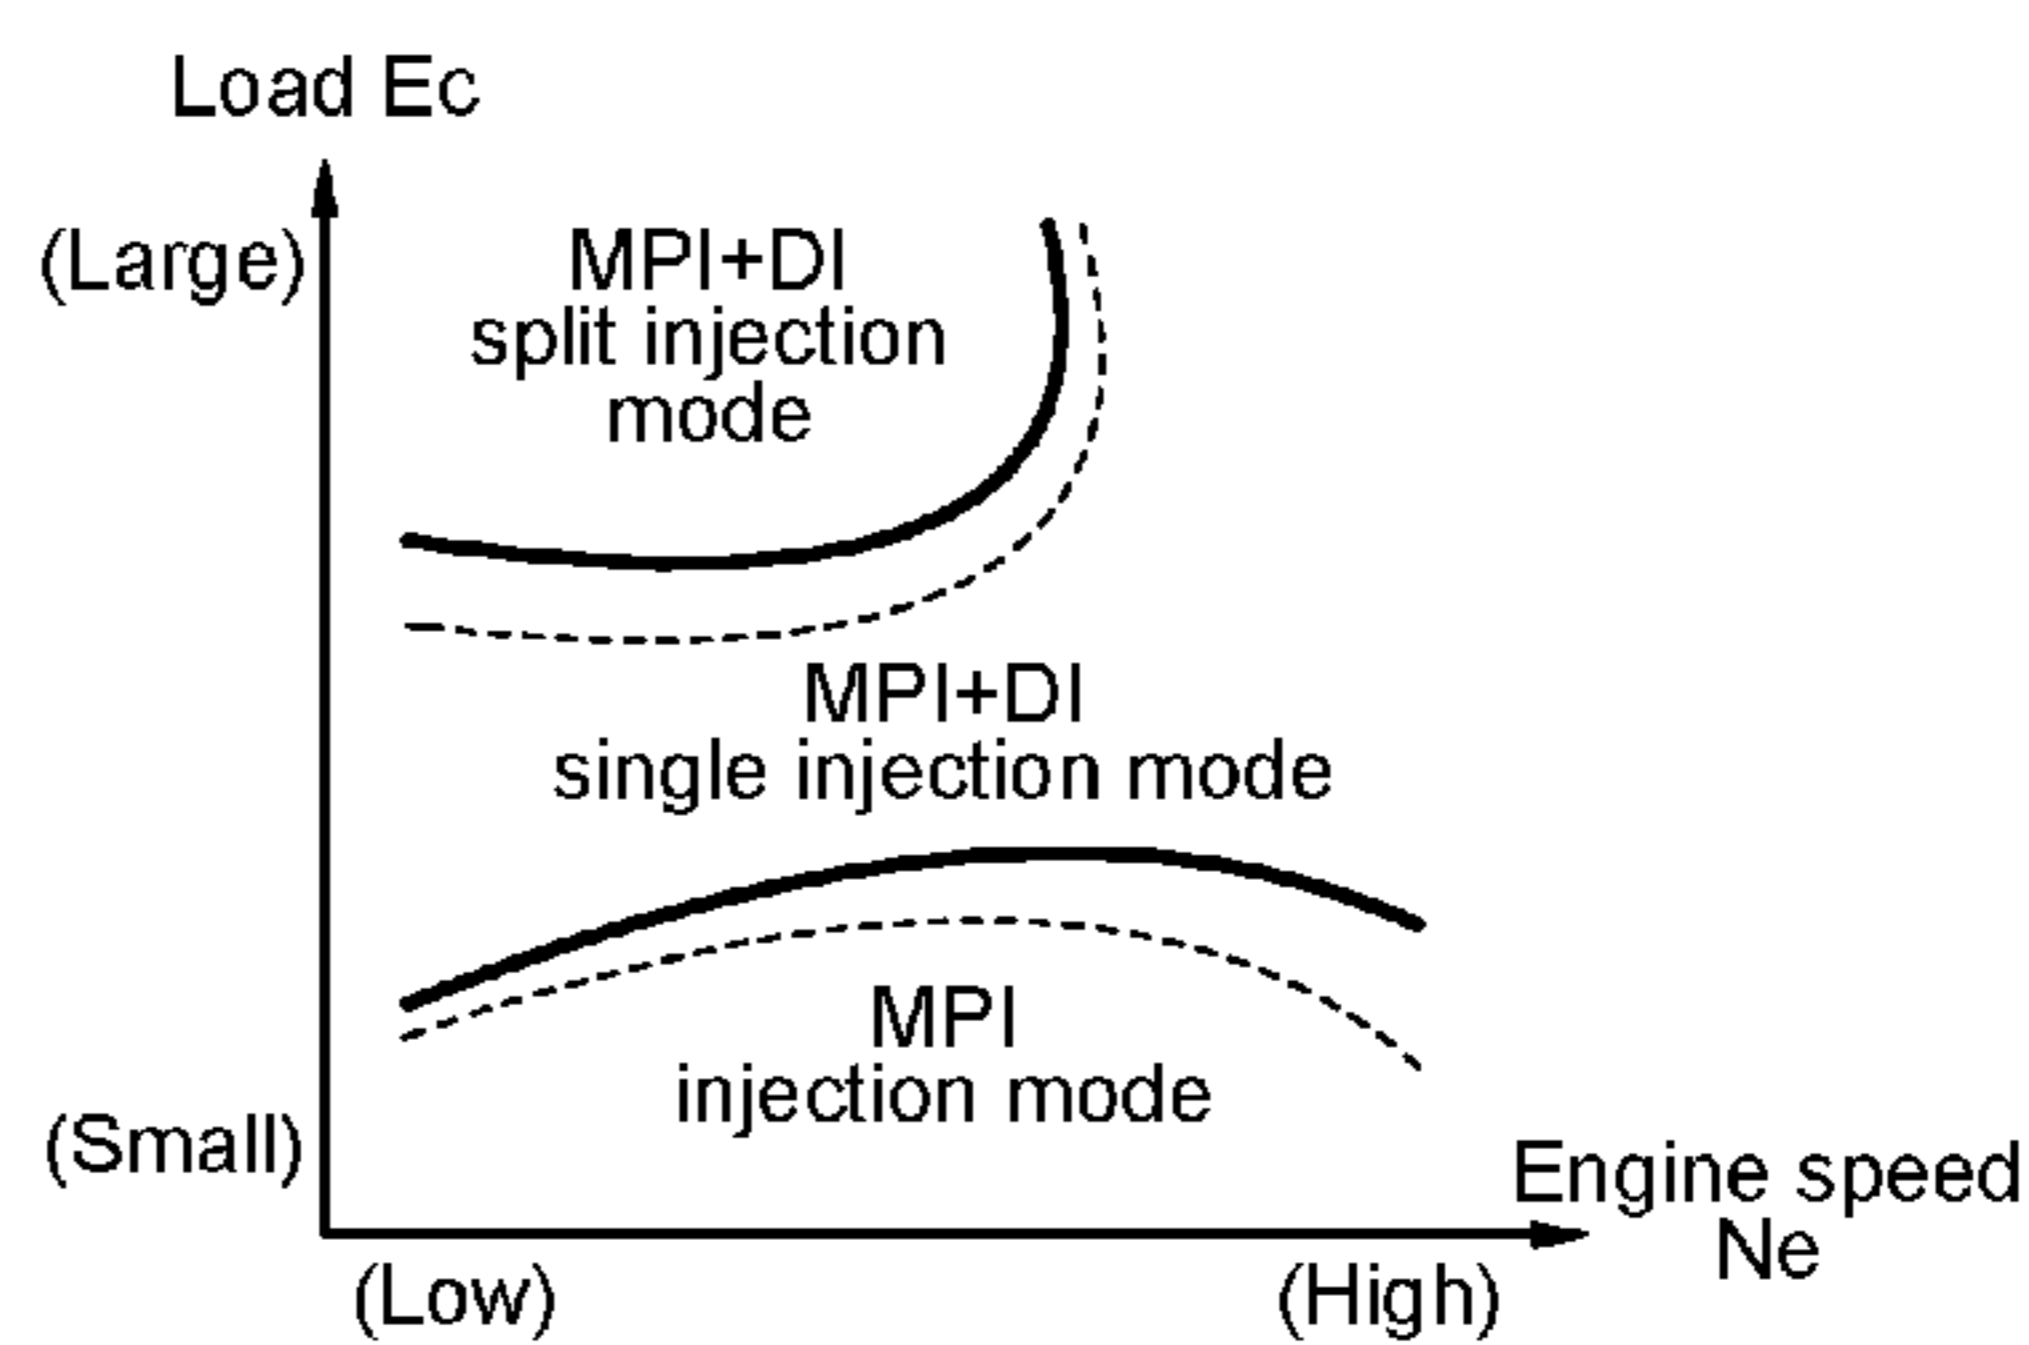 Load Ec
(Large)
MPI+DI
split injection
mode
MPI+DI
single injection mode
MPI
injection mode
(Small)
Engine speed
Ne
(Low)
(High)